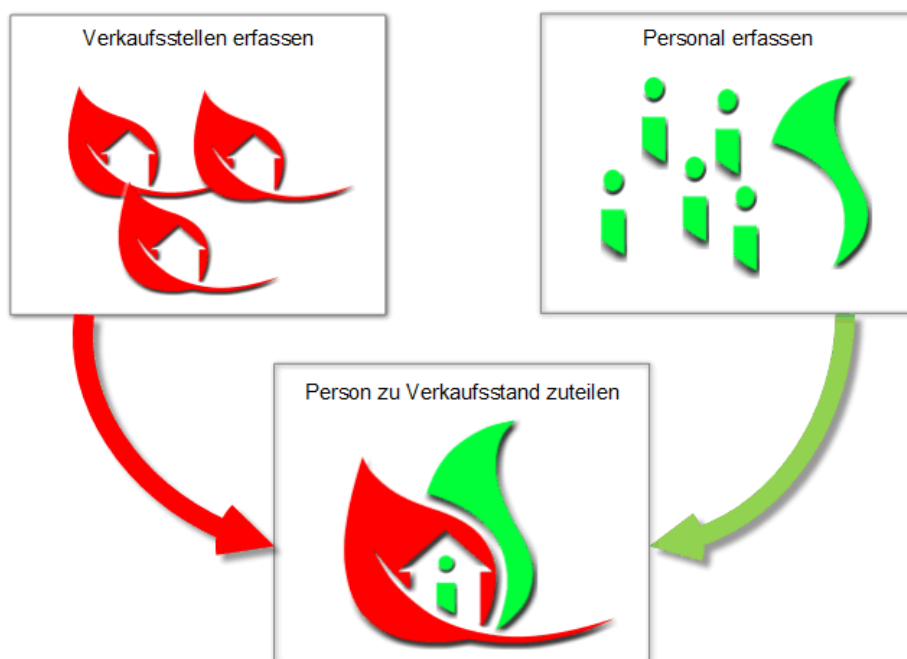 Verkaufsstellen erfassen
Personal erfassen
Person zu Verkaufsstand zuteilen